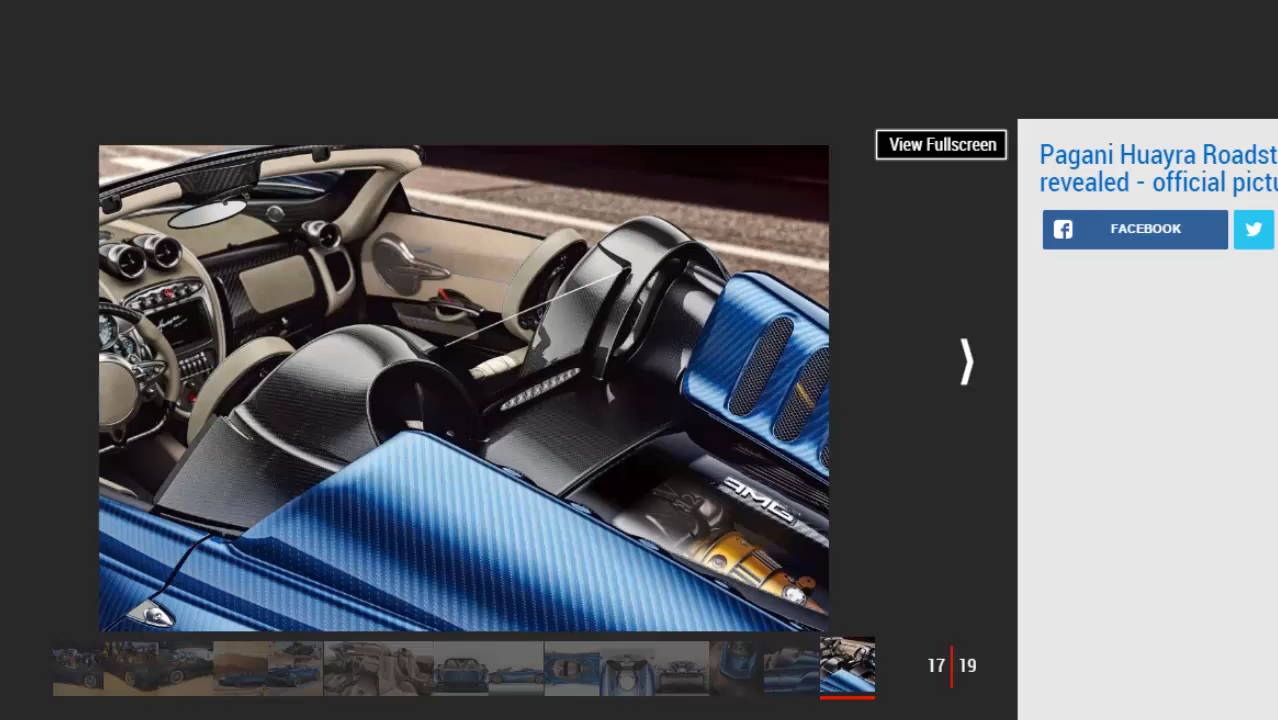 View Fullscreen
Pagani Huayra Roadst
revealed - official pictu
FACEBOOK
AMG
17 19